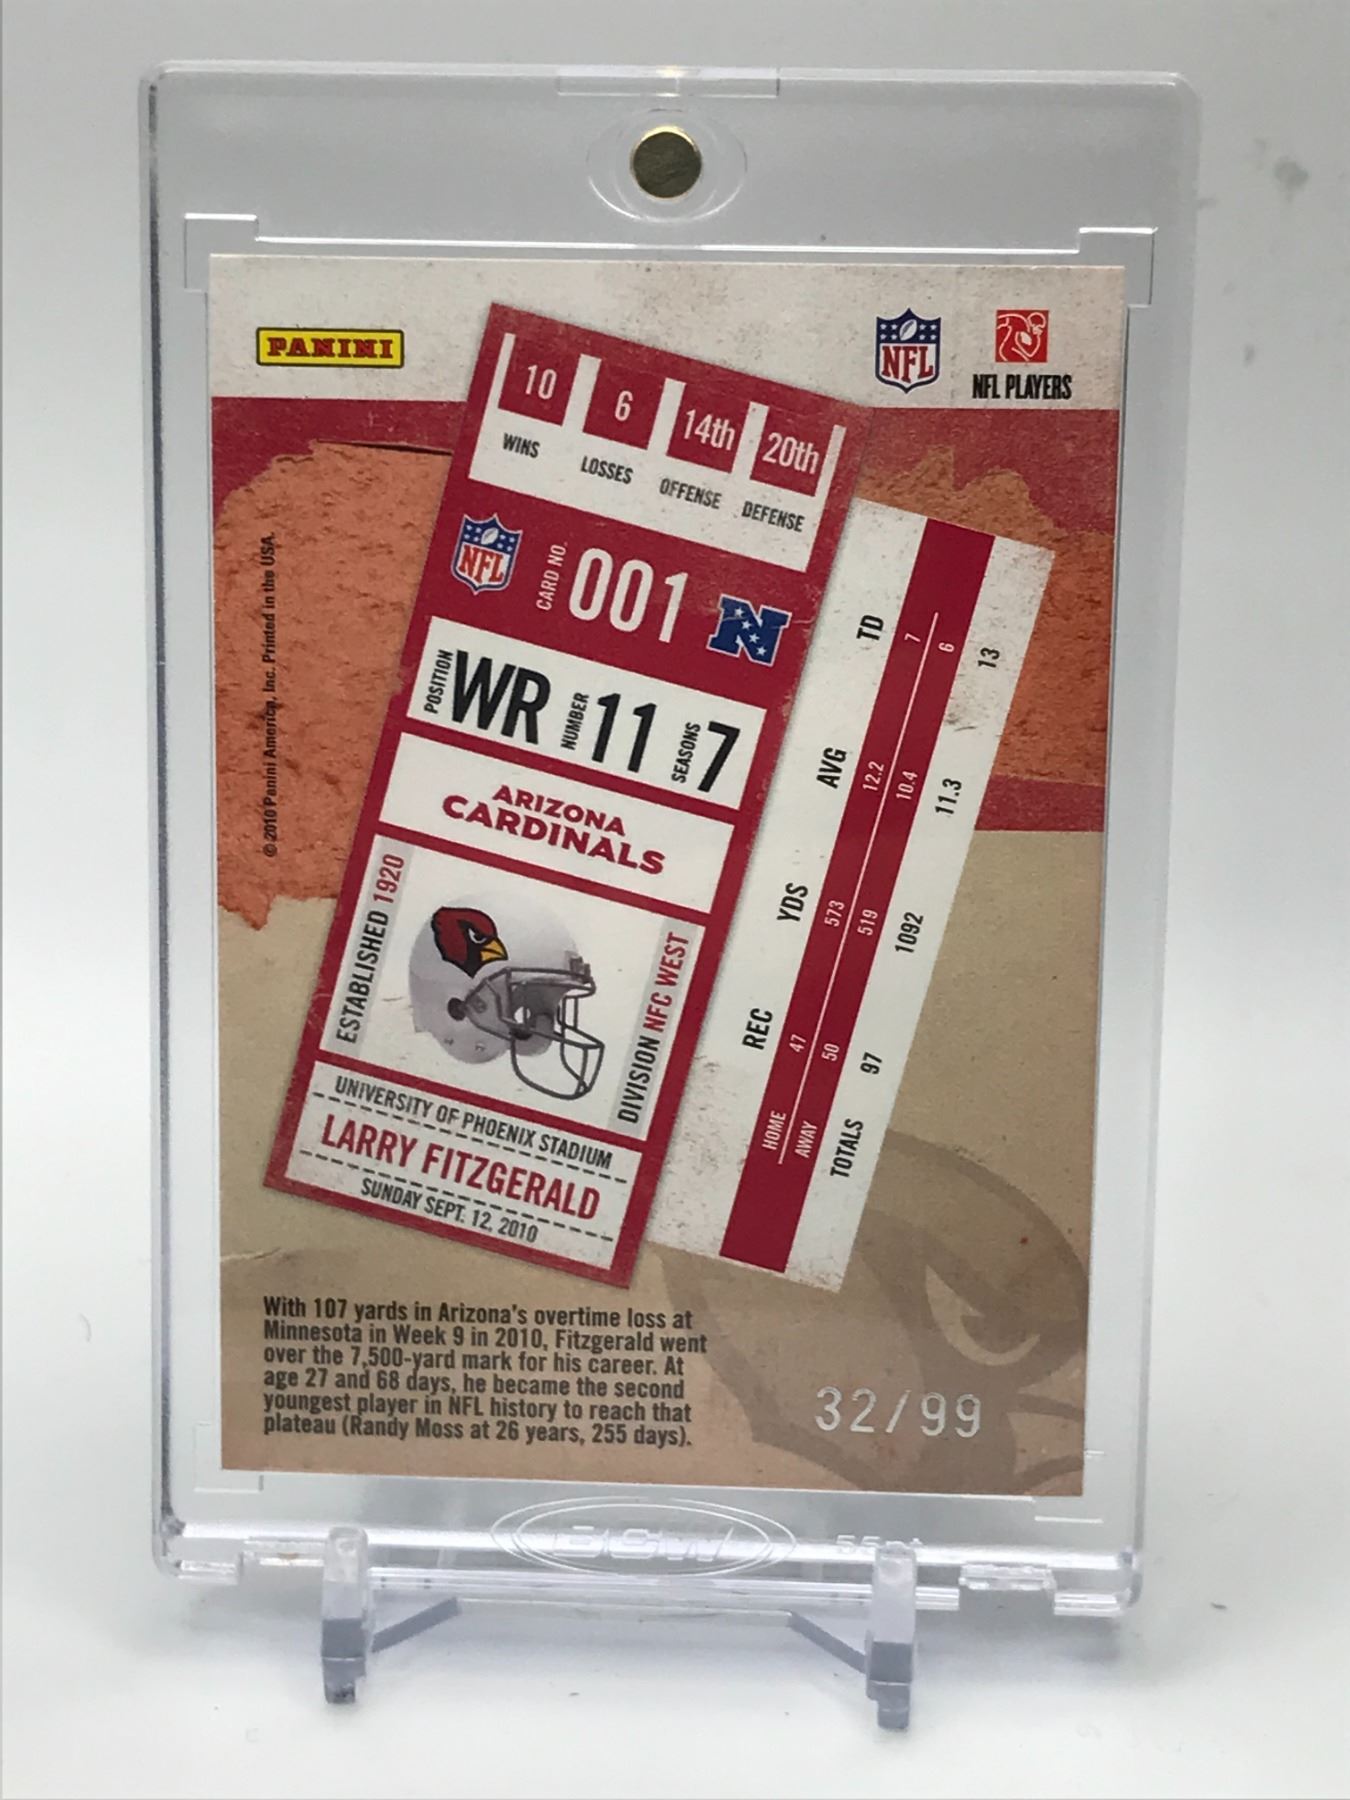 PANINI
NFL
NFL PLAYERS
10
WINS
6
LOSSES
14th
OFFENSE
20th
DEFENSE
NFL
CARD NO.
001
N
POSITION
WR
NUMBER
11
SEASONS
7
ARIZONA
CARDINALS
ESTABLISHED 1920
DIVISION NFC WEST
UNIVERSITY OF PHOENIX STADIUM
LARRY FITZGERALD
SUNDAY SEPT. 12, 2010
REC YDS AVG TD
HOME 47 573 12.2 7
AWAY 50 519 10.4 6
TOTALS 97 1092 11.3 13
© 2010 Panini America, Inc. Printed in the USA.
With 107 yards in Arizona's overtime loss at
Minnesota in Week 9 in 2010, Fitzgerald went
over the 7,500-yard mark for his career. At
age 27 and 68 days, he became the second
youngest player in NFL history to reach that
plateau (Randy Moss at 26 years, 255 days).
32/99
BCW
55pt